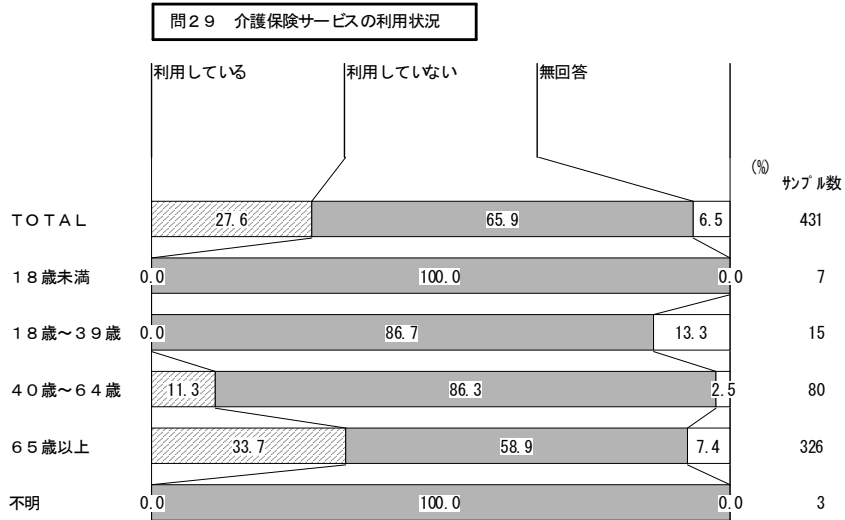 問２９　介護保険サービスの利用状況
利用している 利用していない 無回答
(%)
ｻﾝﾌﾟﾙ数
ＴＯＴＡＬ 27.6 65.9 6.5 431
１８歳未満 0.0 100.0 0.0 7
１８歳～３９歳 0.0 86.7 13.3 15
４０歳～６４歳 11.3 86.3 2.5 80
６５歳以上 33.7 58.9 7.4 326
不明 0.0 100.0 0.0 3